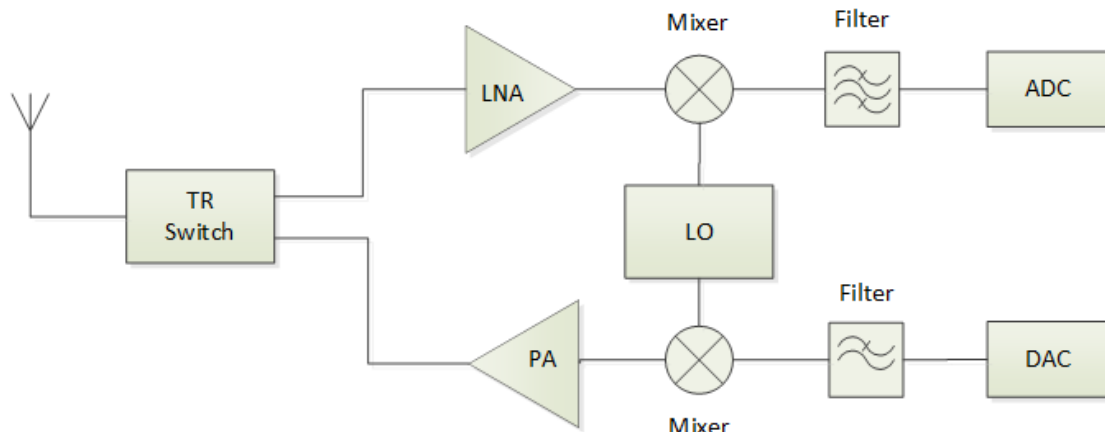 Mixer
Filter
LNA
ADC
TR
Switch
LO
Filter
PA
DAC
Mixer